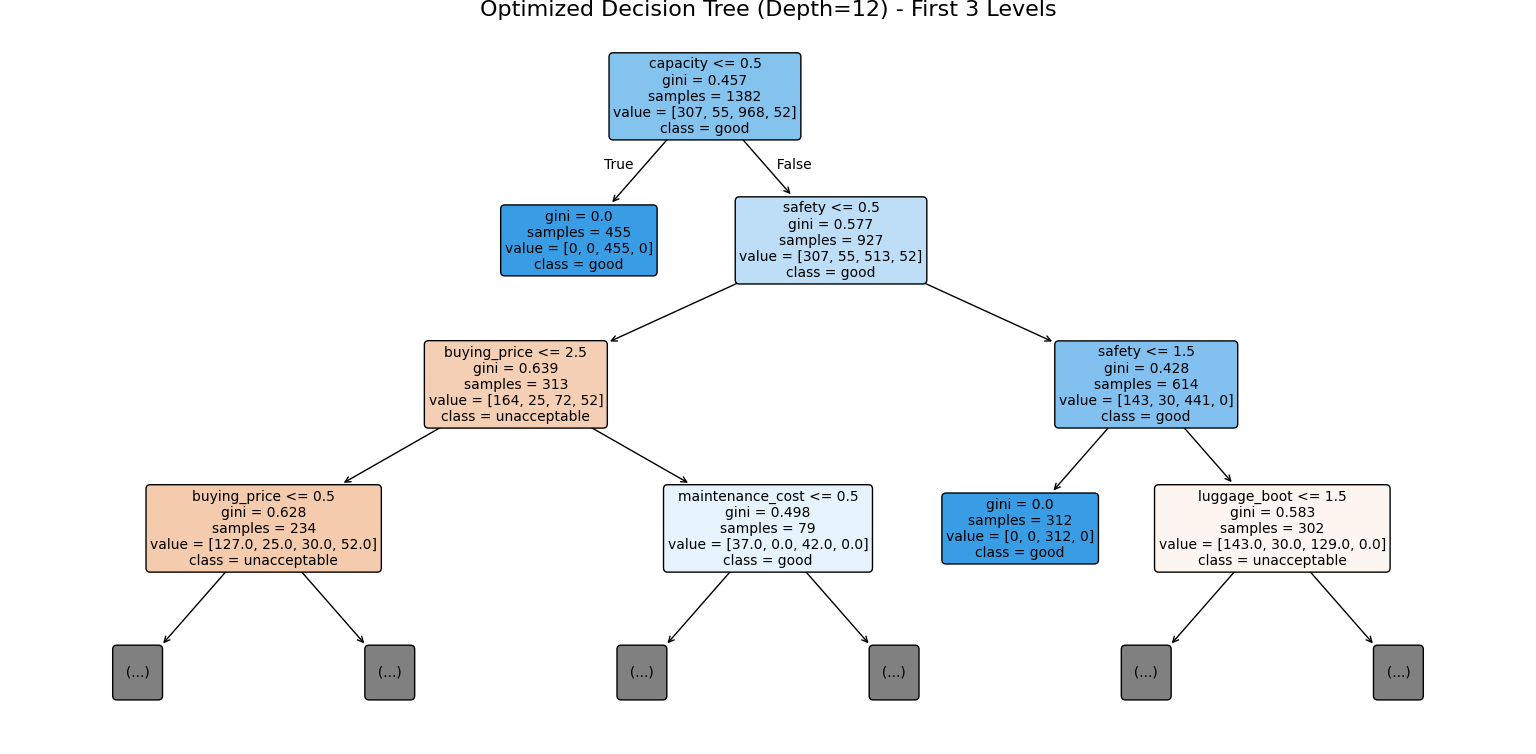 Optimized Decision Tree (Depth=12) - First 3 Levels
capacity <= 0.5
gini = 0.457
samples = 1382
value = [307, 55, 968, 52]
class = good
True
False
gini = 0.0
samples = 455
value = [0, 0, 455, 0]
class = good
safety <= 0.5
gini = 0.577
samples = 927
value = [307, 55, 513, 52]
class = good
buying_price <= 2.5
gini = 0.639
samples = 313
value = [164, 25, 72, 52]
class = unacceptable
safety <= 1.5
gini = 0.428
samples = 614
value = [143, 30, 441, 0]
class = good
buying_price <= 0.5
gini = 0.628
samples = 234
value = [127.0, 25.0, 30.0, 52.0]
class = unacceptable
maintenance_cost <= 0.5
gini = 0.498
samples = 79
value = [37.0, 0.0, 42.0, 0.0]
class = good
gini = 0.0
samples = 312
value = [0, 0, 312, 0]
class = good
luggage_boot <= 1.5
gini = 0.583
samples = 302
value = [143.0, 30.0, 129.0, 0.0]
class = unacceptable
(...)
(...)
(...)
(...)
(...)
(...)